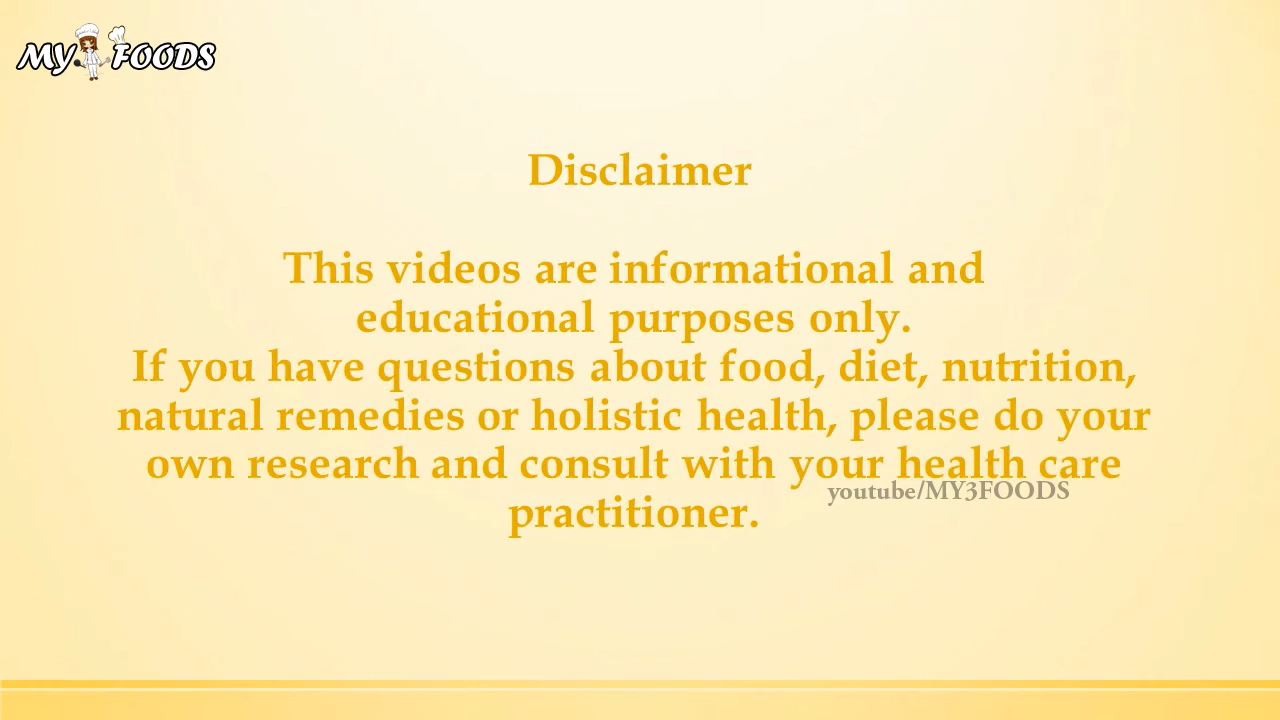 MY FOODS
Disclaimer
This videos are informational and
educational purposes only.
If you have questions about food, diet, nutrition,
natural remedies or holistic health, please do your
own research and consult with your health care
youtube/MY3FOODS
practitioner.